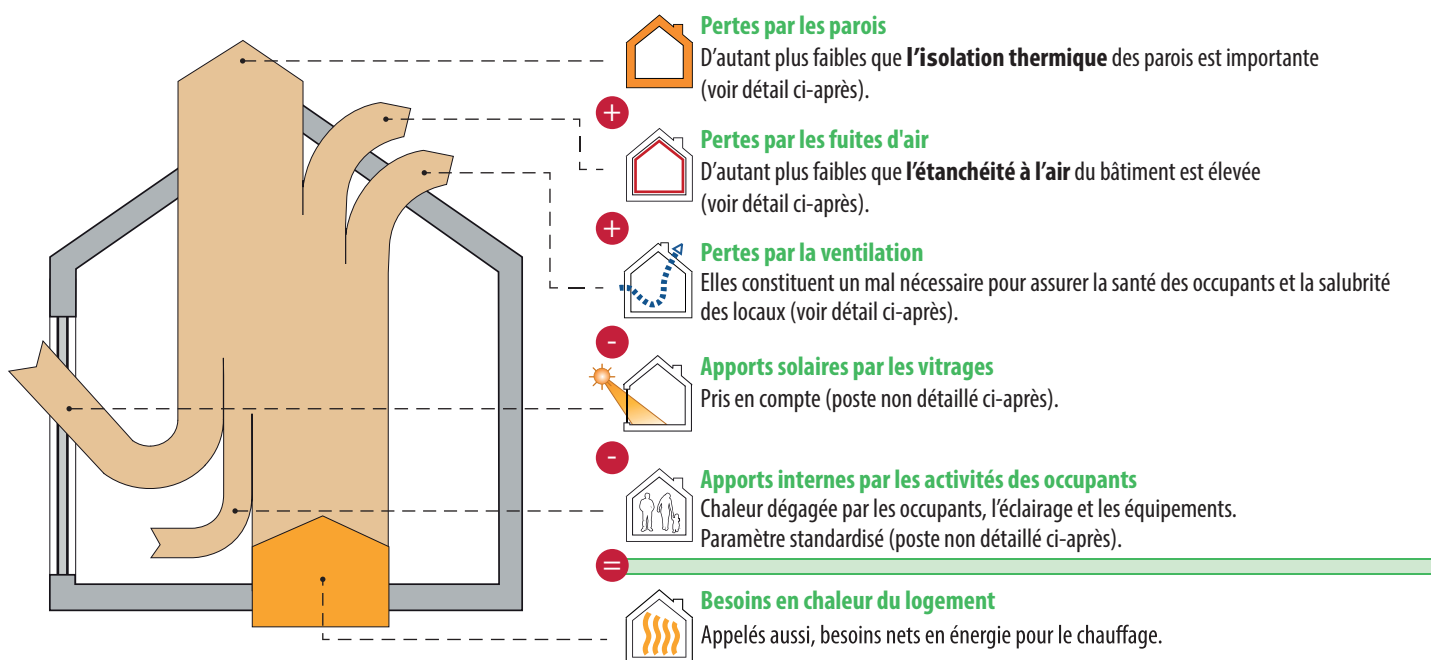 Pertes par les parois
D'autant plus faibles que l'isolation thermique des parois est importante
(voir détail ci-après).
+
Pertes par les fuites d'air
D'autant plus faibles que l'étanchéité à l'air du bâtiment est élevée
(voir détail ci-après).
+
Pertes par la ventilation
Elles constituent un mal nécessaire pour assurer la santé des occupants et la salubrité
des locaux (voir détail ci-après).
-
Apports solaires par les vitrages
Pris en compte (poste non détaillé ci-après).
-
Apports internes par les activités des occupants
Chaleur dégagée par les occupants, l'éclairage et les équipements.
Paramètre standardisé (poste non détaillé ci-après).
=
Besoins en chaleur du logement
Appelés aussi, besoins nets en énergie pour le chauffage.